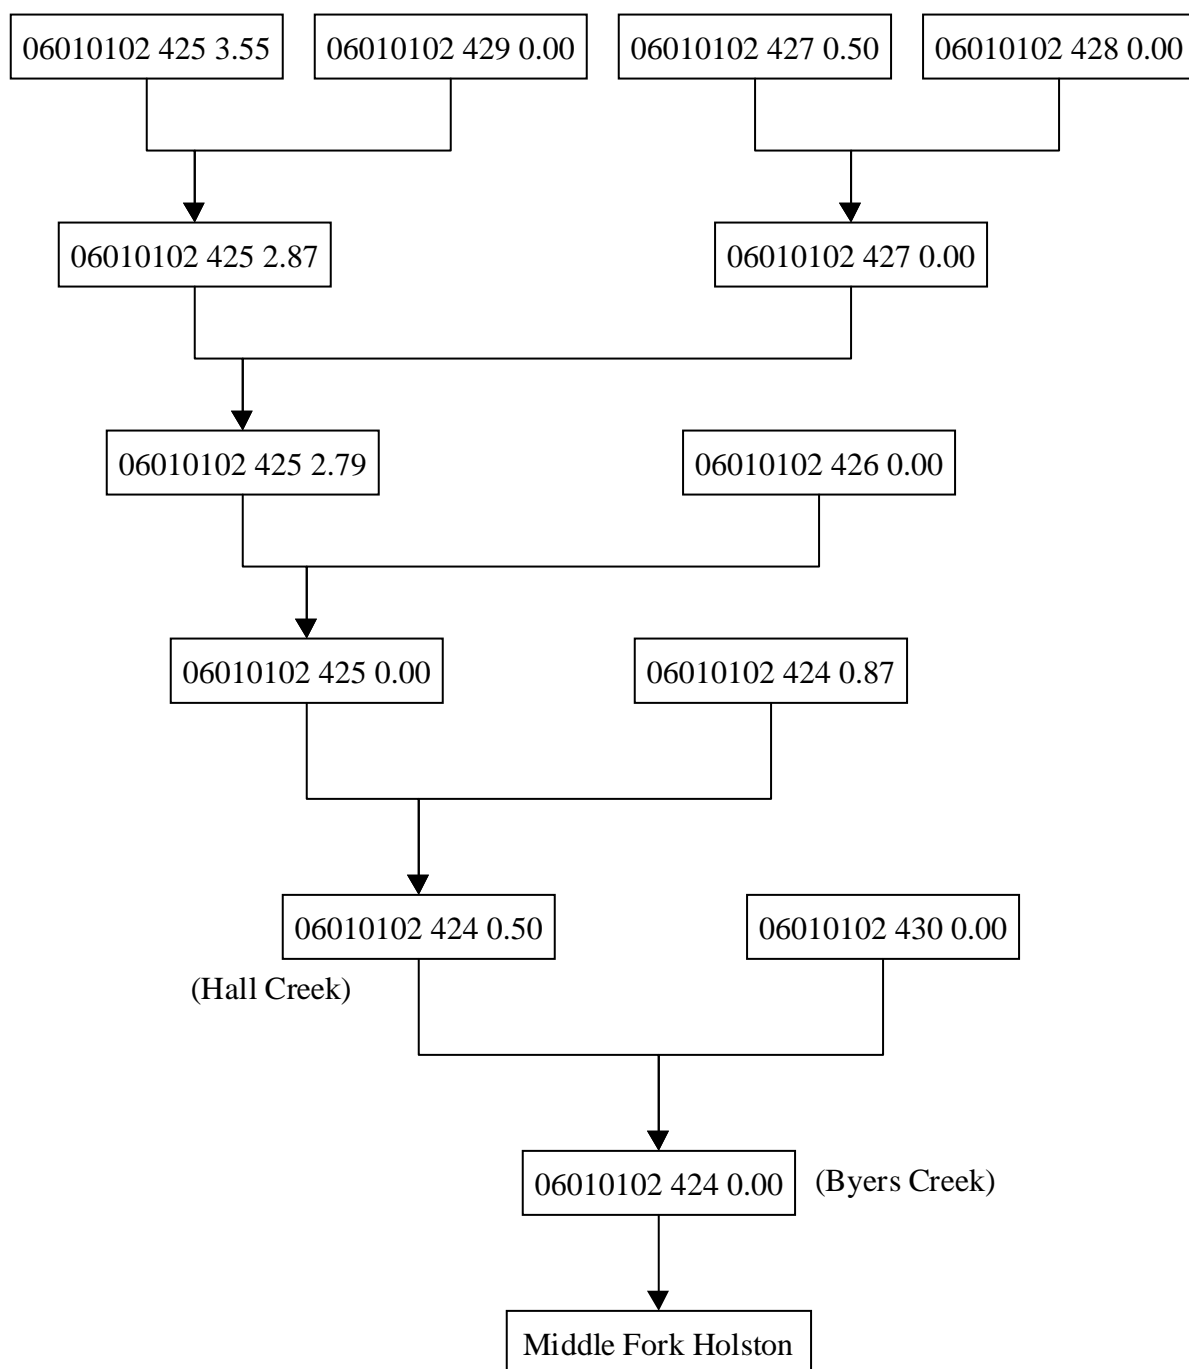 06010102 425 3.55
06010102 429 0.00
06010102 427 0.50
06010102 428 0.00
06010102 425 2.87
06010102 427 0.00
06010102 425 2.79
06010102 426 0.00
06010102 425 0.00
06010102 424 0.87
06010102 424 0.50
06010102 430 0.00
(Hall Creek)
06010102 424 0.00
(Byers Creek)
Middle Fork Holston